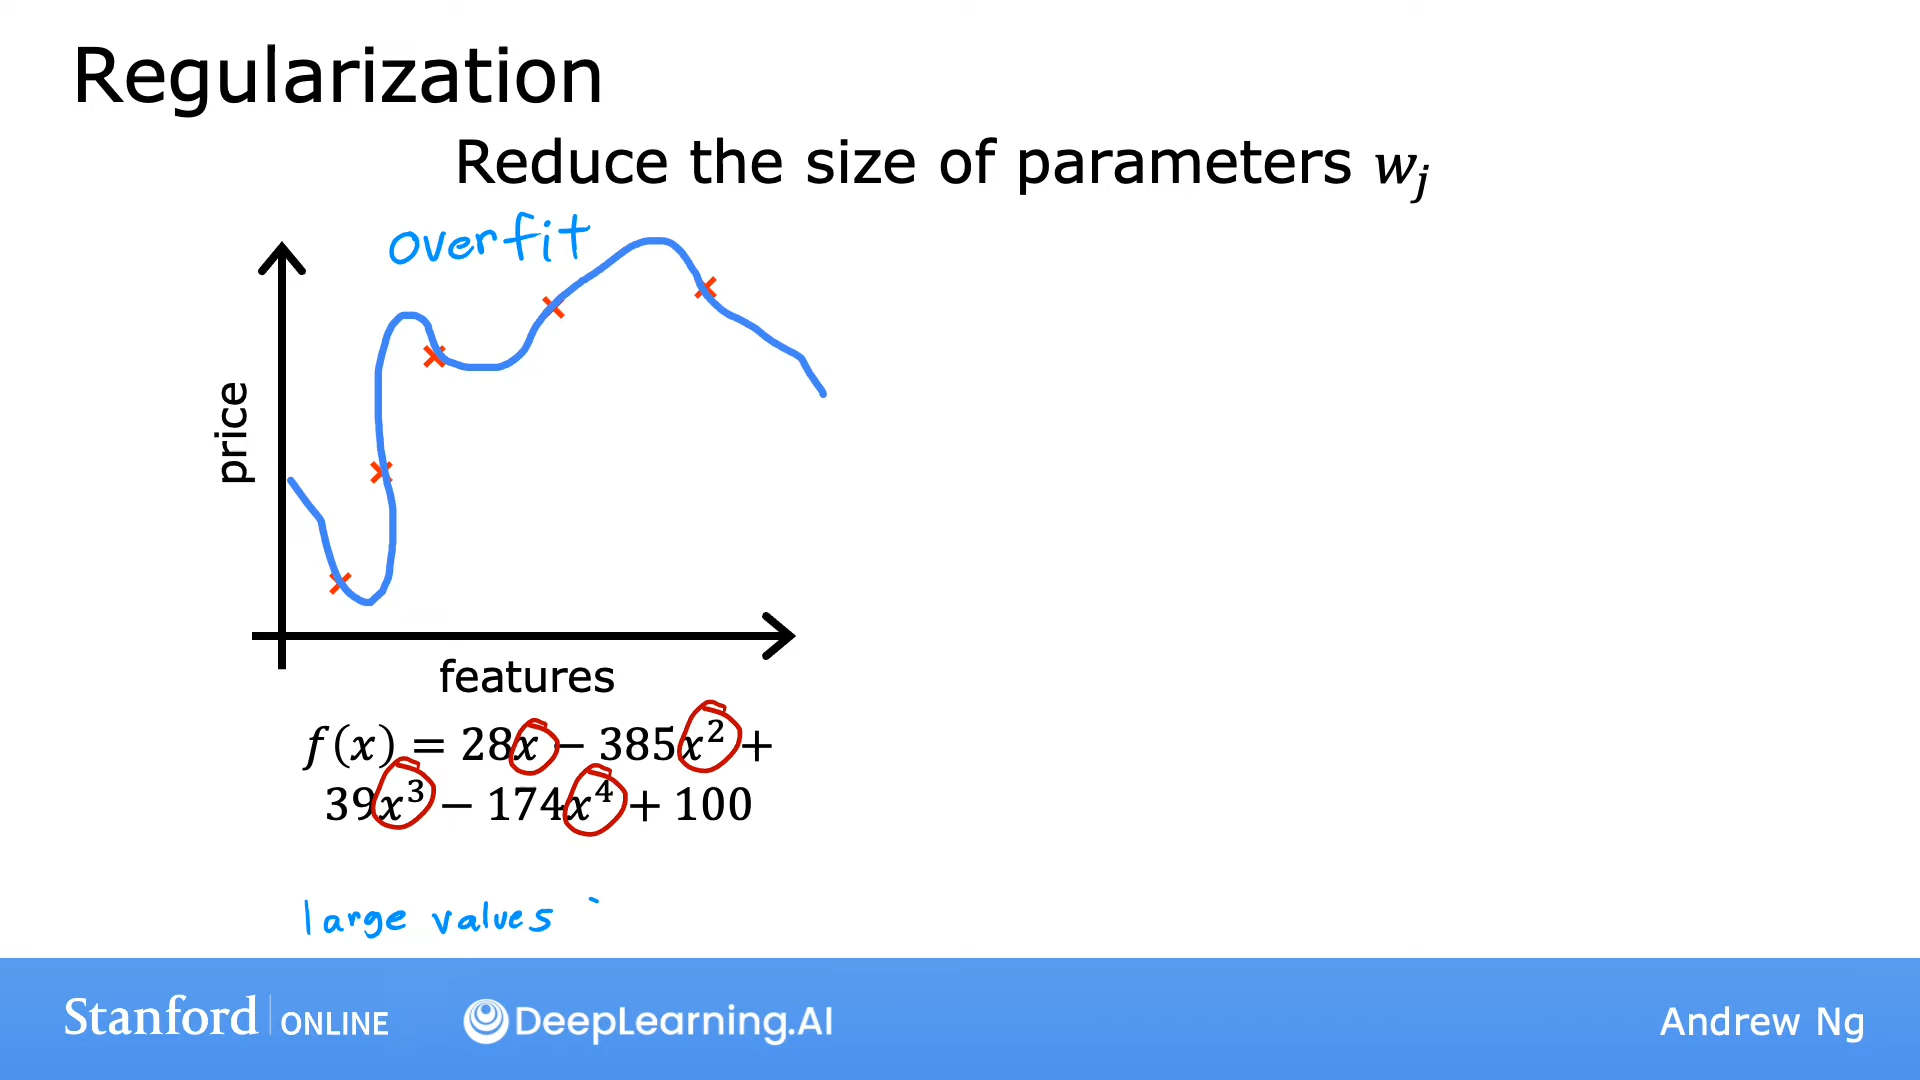 Regularization
Reduce the size of parameters wⱼ
overfit
price
features
f(x) = 28x − 385x² +
39x³ − 174x⁴ + 100
large values
Stanford ONLINE DeepLearning.AI Andrew Ng